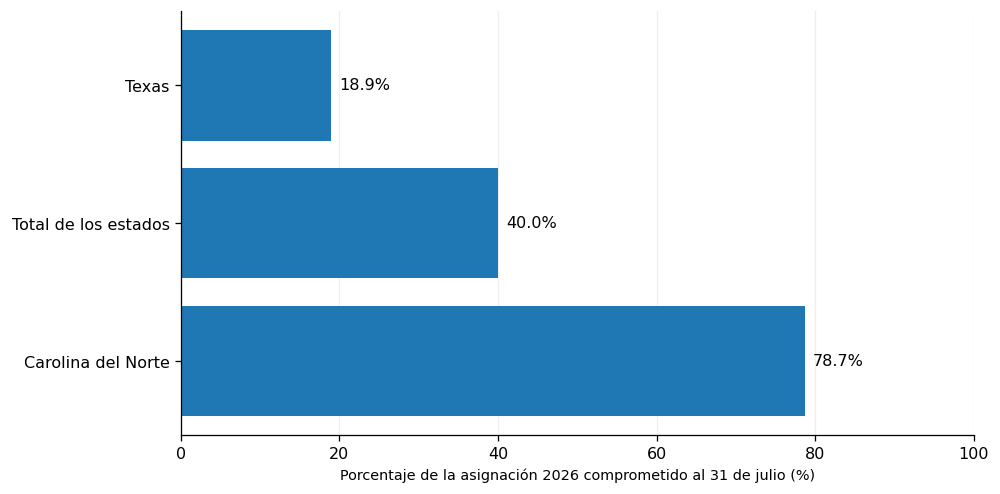 Texas
18.9%
Total de los estados
40.0%
Carolina del Norte
78.7%
0 20 40 60 80 100
Porcentaje de la asignación 2026 comprometido al 31 de julio (%)